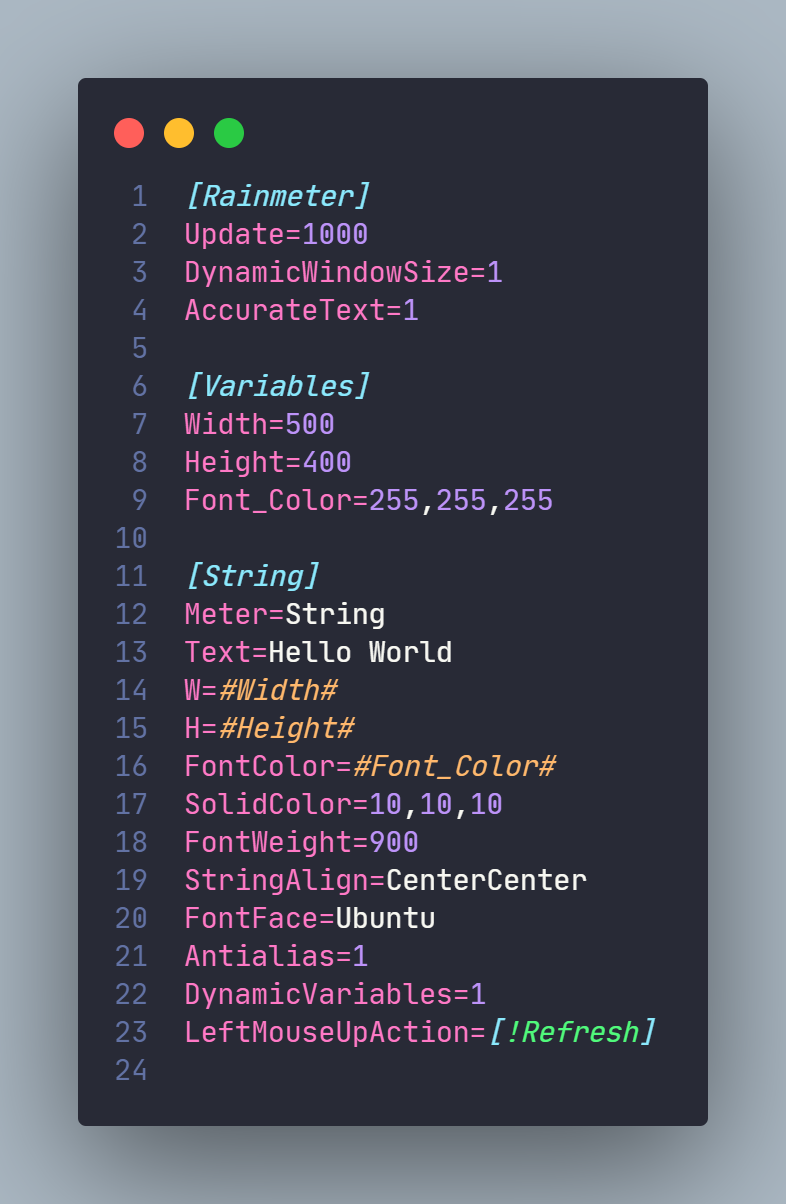 1 [Rainmeter]
2 Update=1000
3 DynamicWindowSize=1
4 AccurateText=1
5
6 [Variables]
7 Width=500
8 Height=400
9 Font_Color=255,255,255
10
11 [String]
12 Meter=String
13 Text=Hello World
14 W=#Width#
15 H=#Height#
16 FontColor=#Font_Color#
17 SolidColor=10,10,10
18 FontWeight=900
19 StringAlign=CenterCenter
20 FontFace=Ubuntu
21 Antialias=1
22 DynamicVariables=1
23 LeftMouseUpAction=[!Refresh]
24